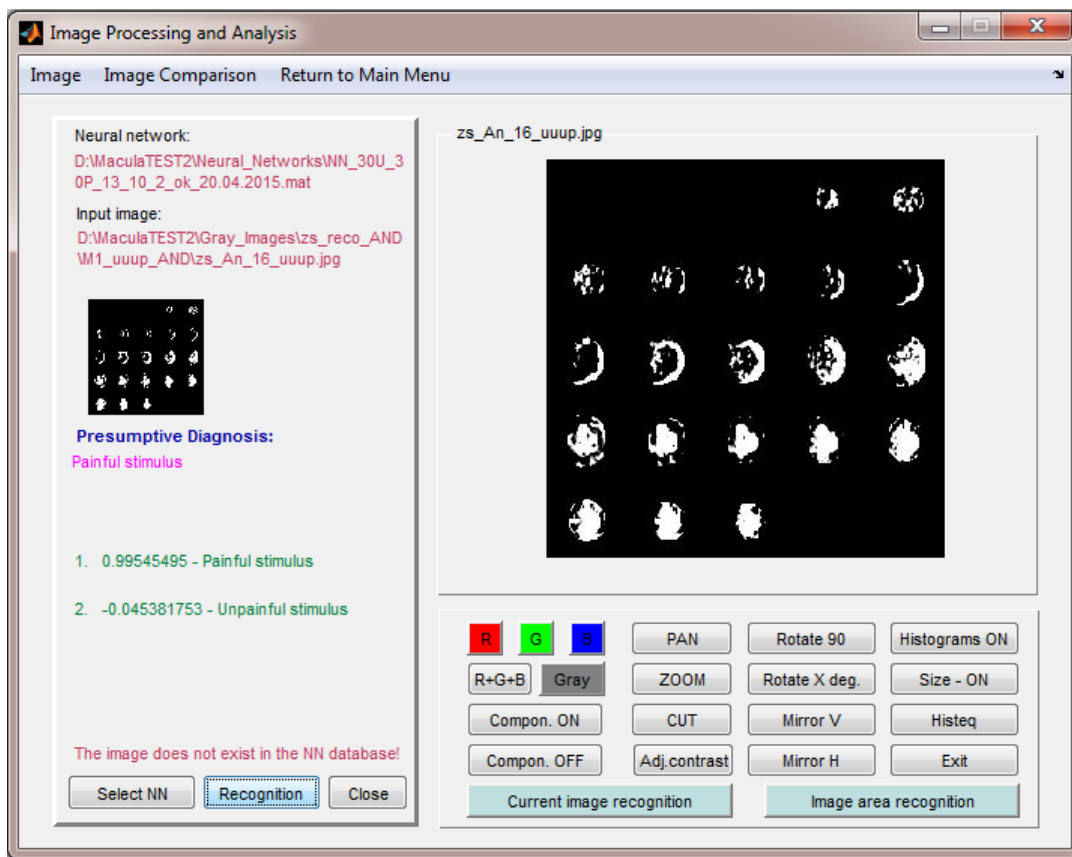 Image Processing and Analysis
Image Image Comparison Return to Main Menu
Neural network:
D:\MaculaTEST2\Neural_Networks\NN_30U_3
0P_13_10_2_ok_20.04.2015.mat
Input image:
D:\MaculaTEST2\Gray_Images\zs_reco_AND
\M1_uuup_AND\zs_An_16_uuup.jpg
Presumptive Diagnosis:
Painful stimulus
1. 0.99545495 - Painful stimulus
2. -0.045381753 - Unpainful stimulus
The image does not exist in the NN database!
Select NN Recognition Close
zs_An_16_uuup.jpg
R G B PAN Rotate 90 Histograms ON
R+G+B Gray ZOOM Rotate X deg. Size - ON
Compon. ON CUT Mirror V Histeq
Compon. OFF Adj.contrast Mirror H Exit
Current image recognition Image area recognition